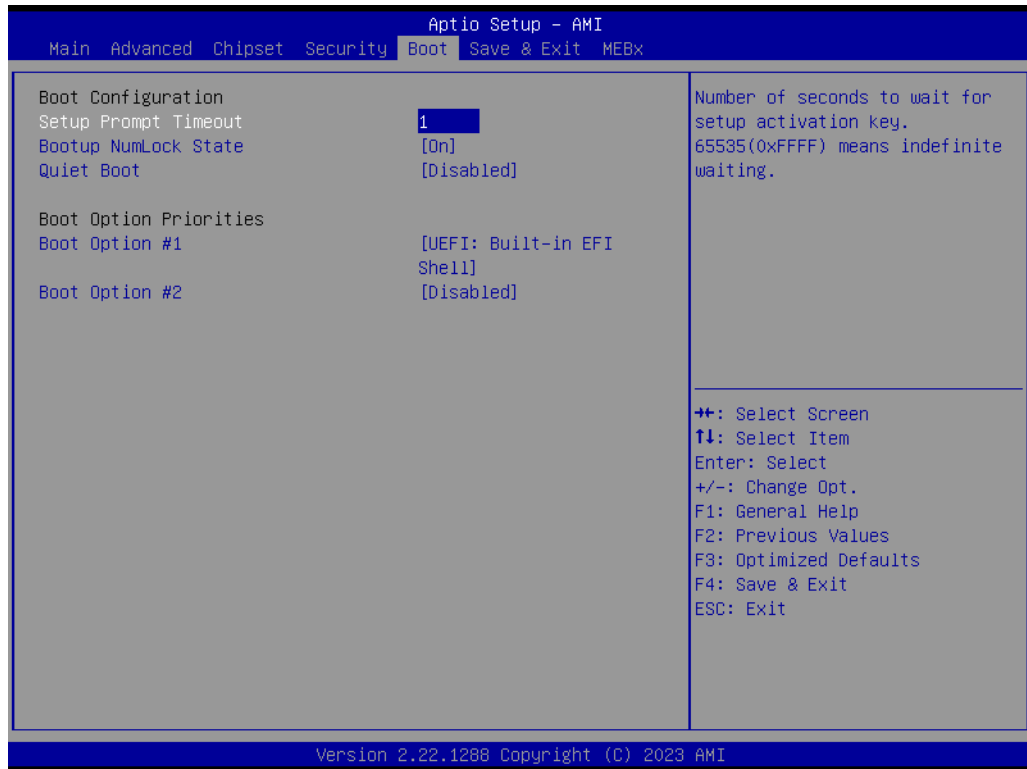 Aptio Setup – AMI
Main Advanced Chipset Security Boot Save & Exit MEBx
Boot Configuration
Setup Prompt Timeout 1
Bootup NumLock State [On]
Quiet Boot [Disabled]
Boot Option Priorities
Boot Option #1 [UEFI: Built-in EFI
Shell]
Boot Option #2 [Disabled]
Number of seconds to wait for
setup activation key.
65535(0xFFFF) means indefinite
waiting.
→←: Select Screen
↑↓: Select Item
Enter: Select
+/-: Change Opt.
F1: General Help
F2: Previous Values
F3: Optimized Defaults
F4: Save & Exit
ESC: Exit
Version 2.22.1288 Copyright (C) 2023 AMI